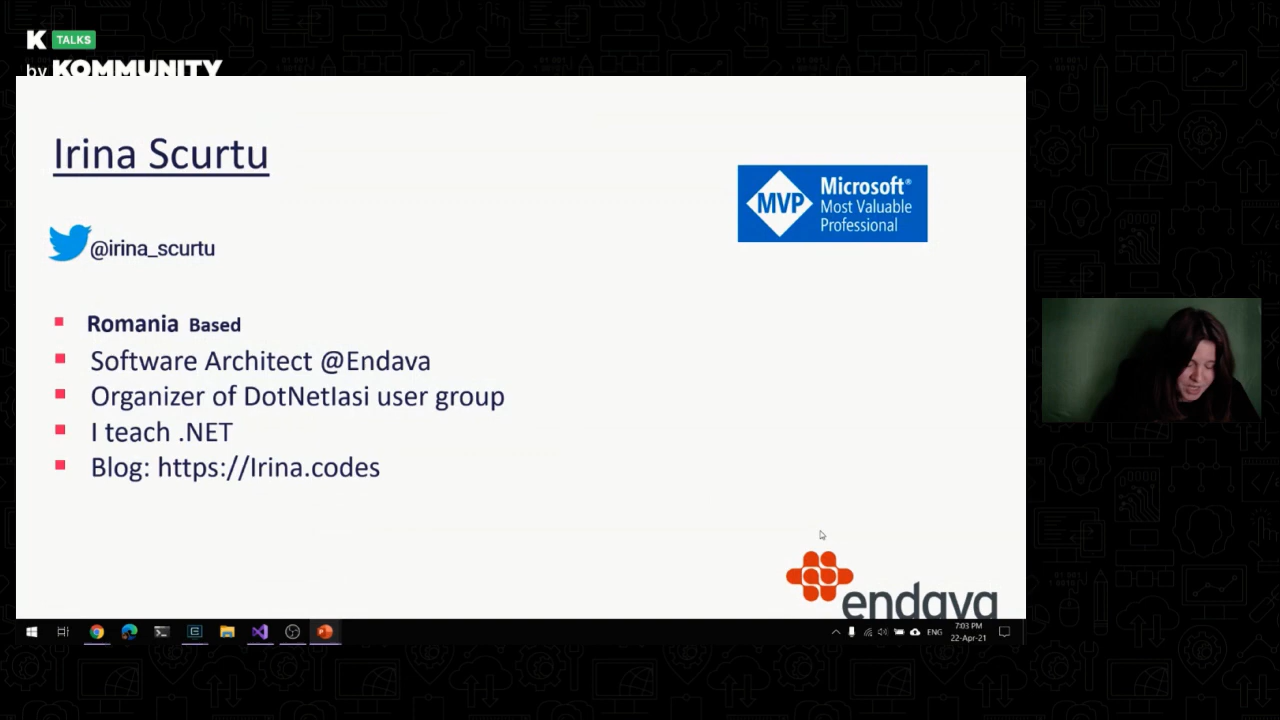 K TALKS
by KOMMUNITY
Irina Scurtu
MVP
Microsoft®
Most Valuable
Professional
@irina_scurtu
Romania Based
Software Architect @Endava
Organizer of DotNetIasi user group
I teach .NET
Blog: https://Irina.codes
endava
ENG
7:03 PM
22-Apr-21